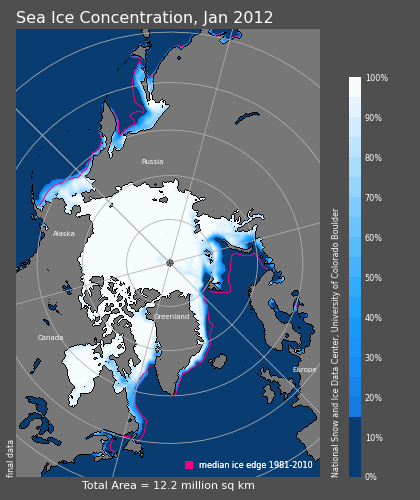 Sea Ice Concentration, Jan 2012
Russia
Alaska
Canada
Greenland
Europe
median ice edge 1981-2010
final data
Total Area = 12.2 million sq km
National Snow and Ice Data Center, University of Colorado Boulder
100%
90%
80%
70%
60%
50%
40%
30%
20%
10%
0%